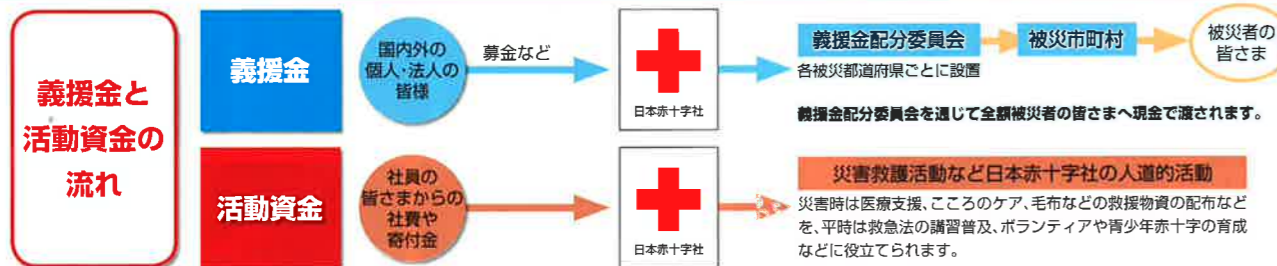 義援金と
活動資金の
流れ
義援金
国内外の
個人・法人の
皆様
募金など
日本赤十字社
義援金配分委員会
各被災都道府県ごとに設置
被災市町村
被災者の
皆さま
義援金配分委員会を通じて全額被災者の皆さまへ現金で渡されます。
活動資金
社員の
皆さまからの
社費や
寄付金
日本赤十字社
災害救護活動など日本赤十字社の人道的活動
災害時は医療支援、こころのケア、毛布などの救援物資の配布など
を、平時は救急法の講習普及、ボランティアや青少年赤十字の育成
などに役立てられます。